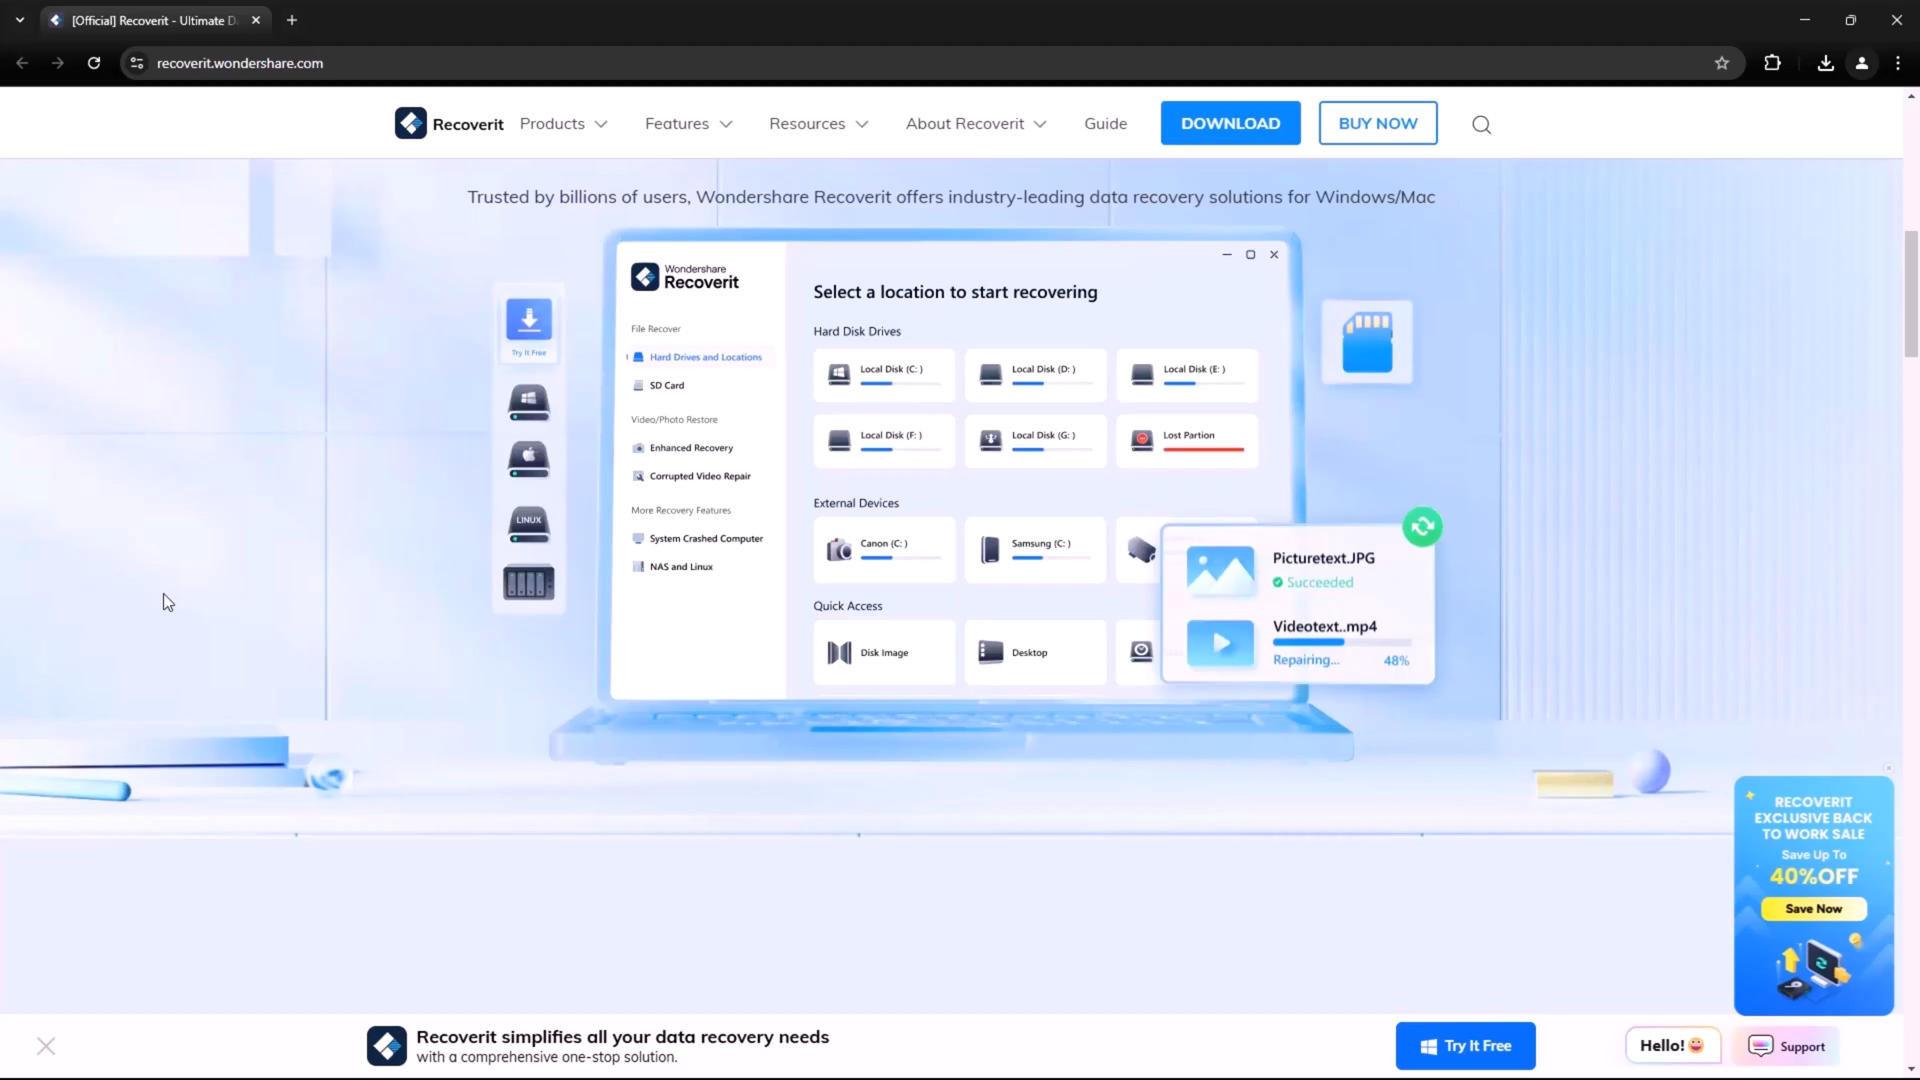 [Official] Recoverit - Ultimate D
recoverit.wondershare.com
Recoverit
Products
Features
Resources
About Recoverit
Guide
DOWNLOAD
BUY NOW
Trusted by billions of users, Wondershare Recoverit offers industry-leading data recovery solutions for Windows/Mac
Try It Free
LINUX
Wondershare
Recoverit
File Recover
Hard Drives and Locations
SD Card
Video/Photo Restore
Enhanced Recovery
Corrupted Video Repair
More Recovery Features
System Crashed Computer
NAS and Linux
Select a location to start recovering
Hard Disk Drives
Local Disk (C: )
Local Disk (D: )
Local Disk (E: )
Local Disk (F: )
Local Disk (G: )
Lost Partion
External Devices
Canon (C: )
Samsung (C: )
Quick Access
Disk Image
Desktop
Picturetext.JPG
Succeeded
Videotext..mp4
Repairing...
48%
RECOVERIT
EXCLUSIVE BACK
TO WORK SALE
Save Up To
40%OFF
Save Now
Recoverit simplifies all your data recovery needs
with a comprehensive one-stop solution.
Try It Free
Hello!😀
Support